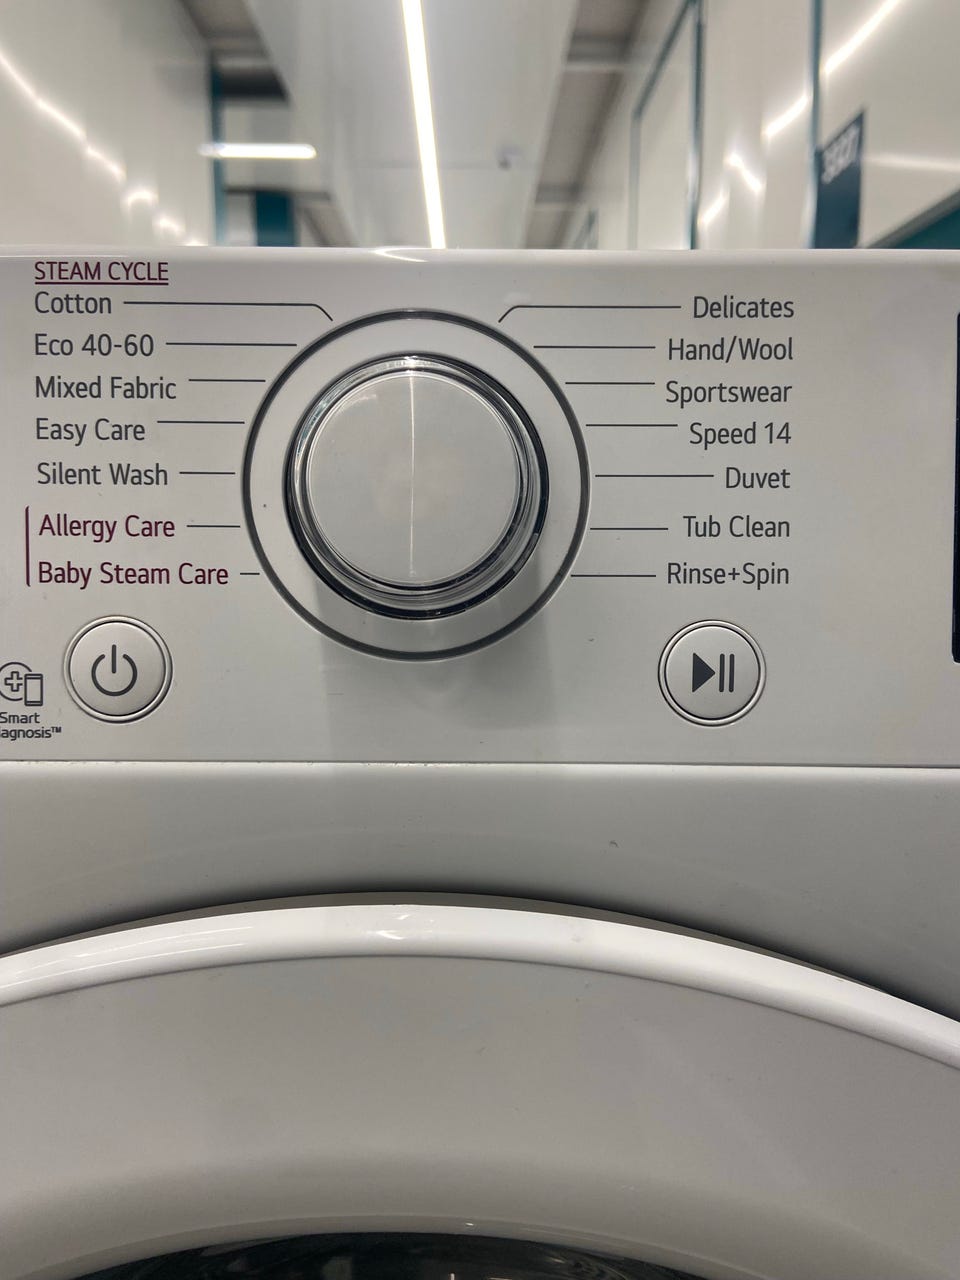 STEAM CYCLE
Cotton
Eco 40-60
Mixed Fabric
Easy Care
Silent Wash
Allergy Care
Baby Steam Care
Delicates
Hand/Wool
Sportswear
Speed 14
Duvet
Tub Clean
Rinse+Spin
Smart
iagnosis™